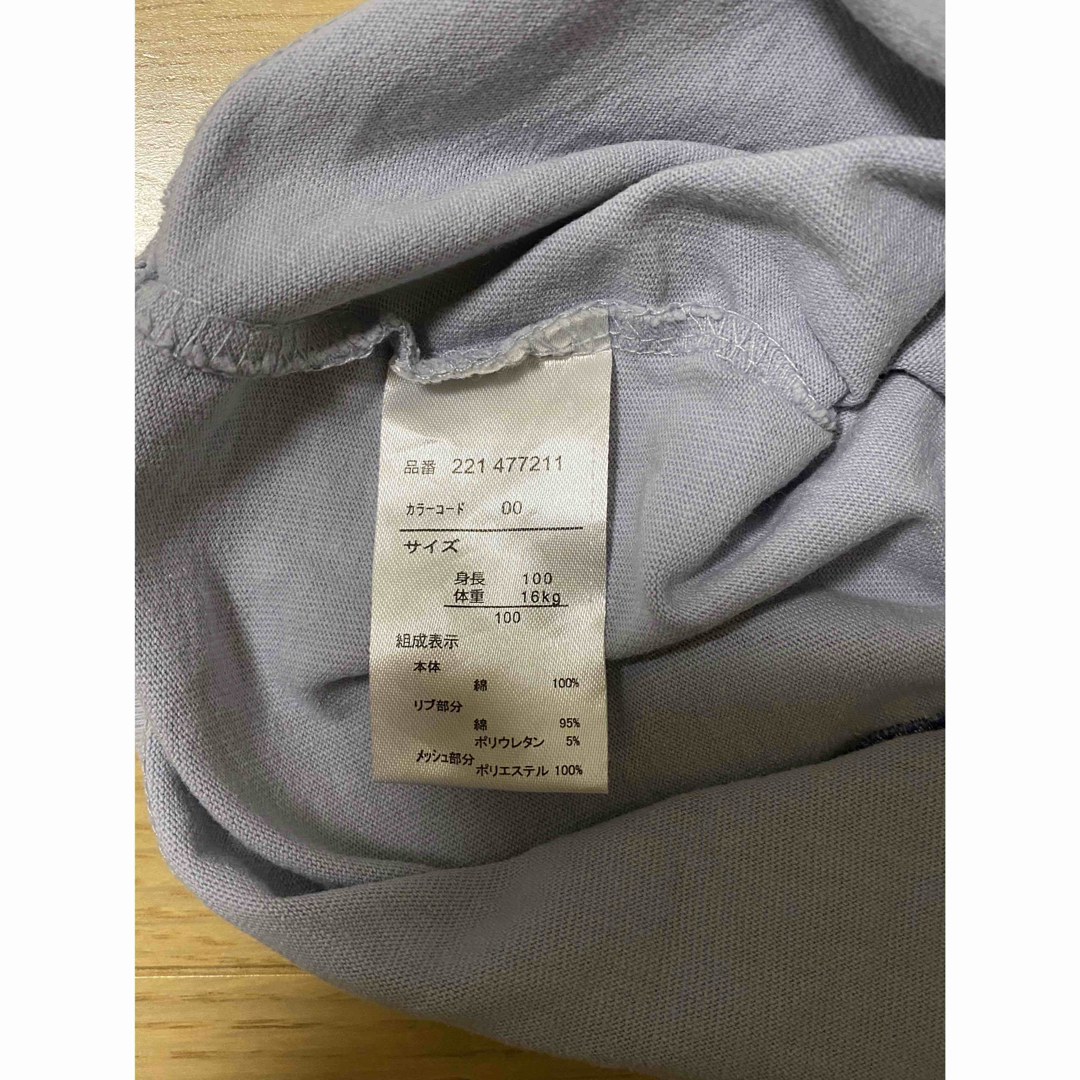 品番 221 477211
カラーコード 00
サイズ
身長 100
体重 16kg
100
組成表示
本体
綿 100%
リブ部分
綿 95%
ポリウレタン 5%
メッシュ部分
ポリエステル 100%